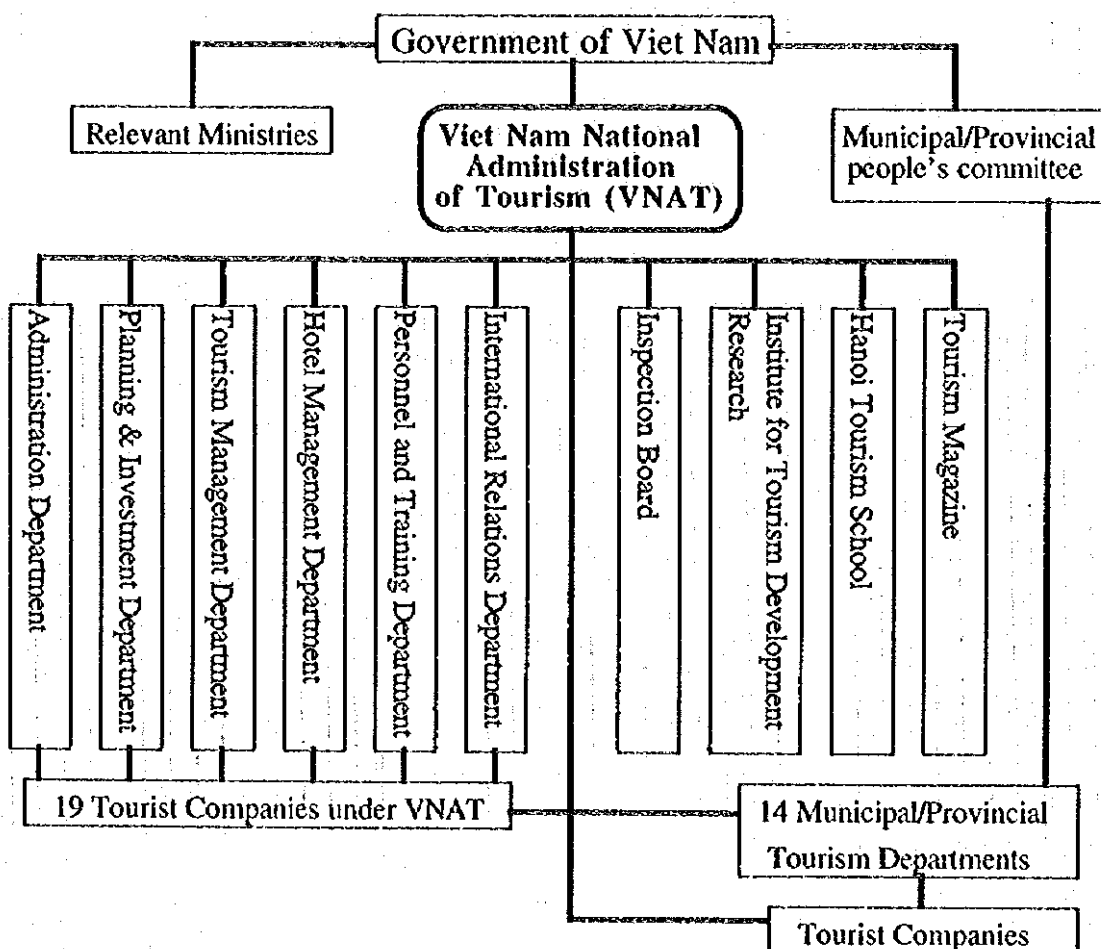 Government of Viet Nam
Relevant Ministries
Viet Nam National
Administration
of Tourism (VNAT)
Municipal/Provincial
people's committee
Administration Department
Planning & Investment Department
Tourism Management Department
Hotel Management Department
Personnel and Training Department
International Relations Department
Inspection Board
Institute for Tourism Development
Research
Hanoi Tourism School
Tourism Magazine
19 Tourist Companies under VNAT
14 Municipal/Provincial
Tourism Departments
Tourist Companies